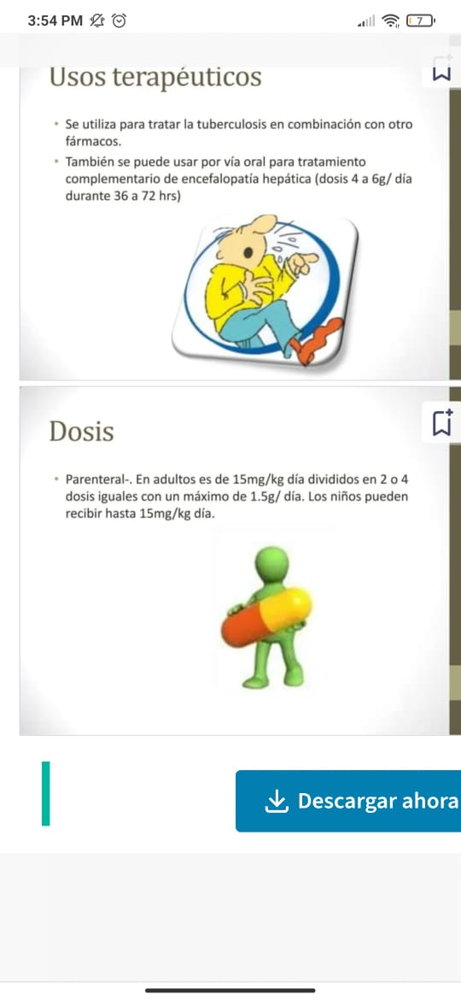 3:54 PM
7
Usos terapéuticos
• Se utiliza para tratar la tuberculosis en combinación con otro
fármacos.
• También se puede usar por vía oral para tratamiento
complementario de encefalopatía hepática (dosis 4 a 6g/ día
durante 36 a 72 hrs)
Dosis
• Parenteral-. En adultos es de 15mg/kg día divididos en 2 o 4
dosis iguales con un máximo de 1.5g/ día. Los niños pueden
recibir hasta 15mg/kg día.
Descargar ahora